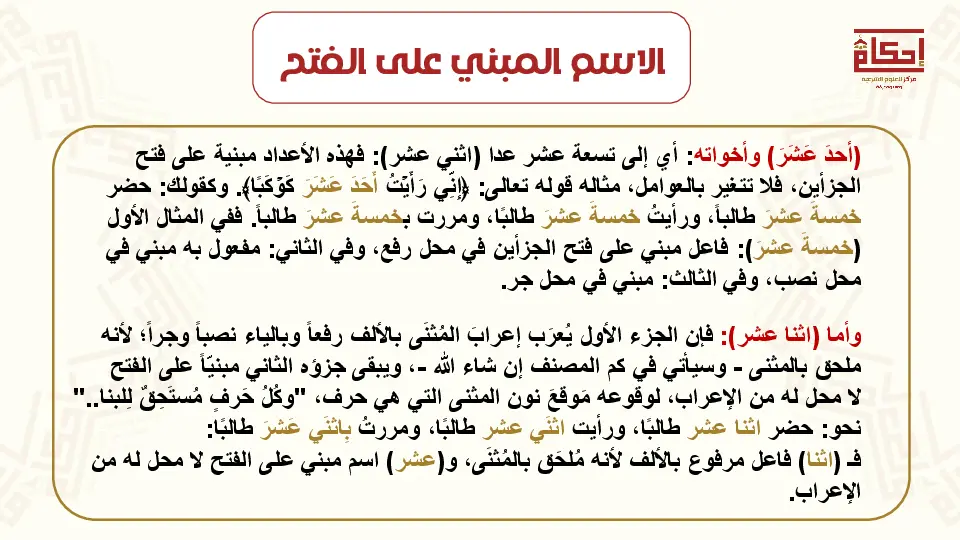 الاسم المبني على الفتح
إحكام
مركز للعلوم الشرعية
(أحدَ عَشَرَ) وأخواته: أي إلى تسعة عشر عدا (اثني عشر): فهذه الأعداد مبنية على فتح
الجزأين، فلا تتغير بالعوامل، مثاله قوله تعالى: ﴿إِنِّي رَأَيْتُ أَحَدَ عَشَرَ كَوْكَبًا﴾. وكقولك: حضر
خمسةَ عشرَ طالباً، ورأيتُ خمسةَ عشرَ طالبًا، ومررت بخمسةَ عشرَ طالباً. ففي المثال الأول
(خمسةَ عشرَ): فاعل مبني على فتح الجزأين في محل رفع، وفي الثاني: مفعول به مبني في
محل نصب، وفي الثالث: مبني في محل جر.
وأما (اثنا عشر): فإن الجزء الأول يُعرَب إعرابَ المُثنَى بالألف رفعاً وبالياء نصباً وجراً؛ لأنه
ملحق بالمثنى - وسيأتي في كم المصنف إن شاء الله -، ويبقى جزؤه الثاني مبنيّاً على الفتح
لا محل له من الإعراب، لوقوعه مَوقعَ نون المثنى التي هي حرف، "وكُلُ حَرفٍ مُستَحِقٌ لِلبنا.."
نحو: حضر اثنا عشر طالبًا، ورأيت اثنَي عشر طالبًا، ومررتُ بِاثنَي عَشَرَ طالبًا:
فـ (اثنا) فاعل مرفوع بالألف لأنه مُلحَق بالمُثنَى، و(عشر) اسم مبني على الفتح لا محل له من
الإعراب.